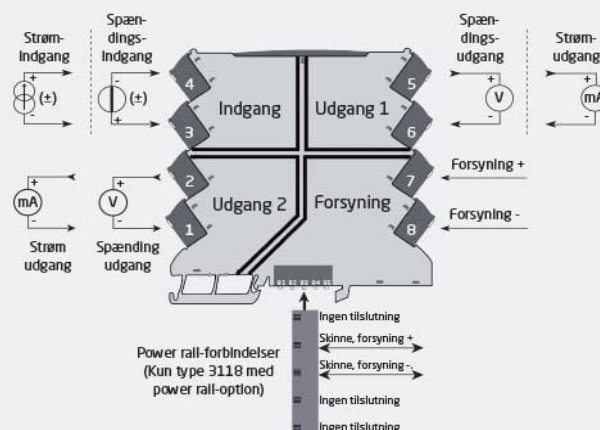 Strøm-
indgang
Spæn-
dings-
indgang
Spæn-
dings-
udgang
Strøm-
udgang
+
(±)
-
-
(±)
+
4
3
Indgang
Udgang 1
5
6
+
V
-
+
mA
-
2
1
Udgang 2
Forsyning
7
8
Forsyning +
Forsyning -
+
mA
-
+
V
-
Strøm
udgang
Spænding
udgang
Power rail-forbindelser
(Kun type 3118 med
power rail-option)
Ingen tilslutning
Skinne, forsyning +
Skinne, forsyning -
Ingen tilslutning
Ingen tilslutning